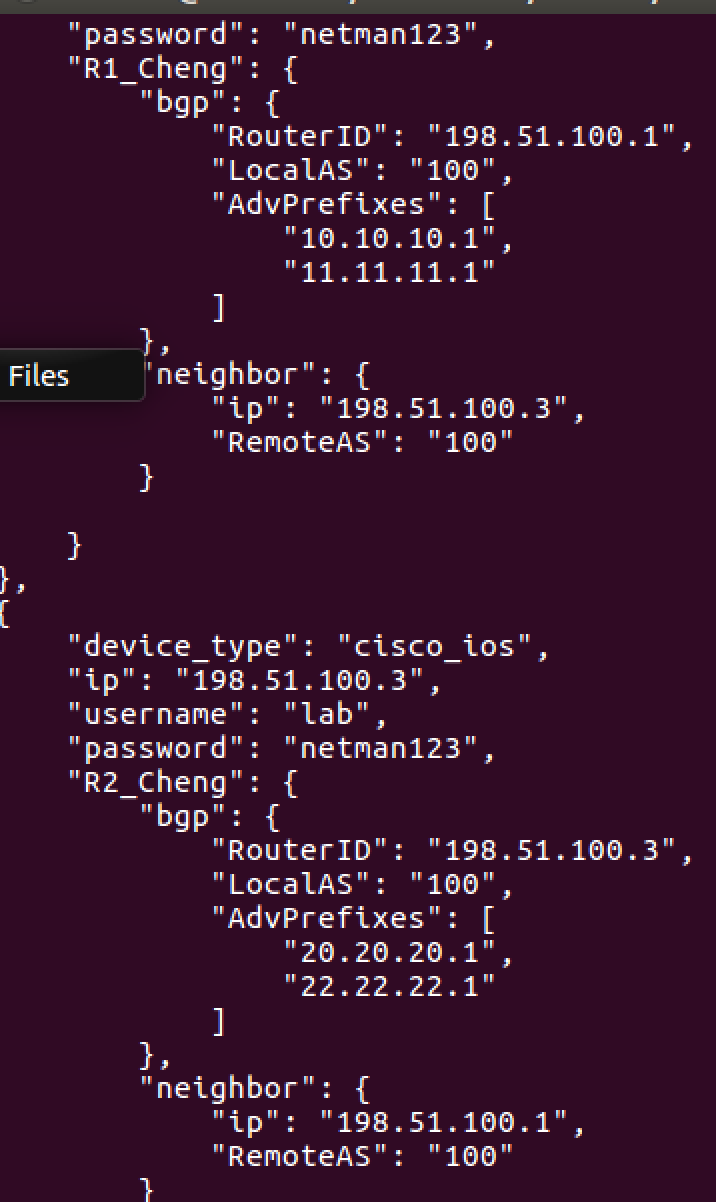 "password": "netman123",
"R1_Cheng": {
"bgp": {
"RouterID": "198.51.100.1",
"LocalAS": "100",
"AdvPrefixes": [
"10.10.10.1",
"11.11.11.1"
]
},
Files
"neighbor": {
"ip": "198.51.100.3",
"RemoteAS": "100"
}
}
},
{
"device_type": "cisco_ios",
"ip": "198.51.100.3",
"username": "lab",
"password": "netman123",
"R2_Cheng": {
"bgp": {
"RouterID": "198.51.100.3",
"LocalAS": "100",
"AdvPrefixes": [
"20.20.20.1",
"22.22.22.1"
]
},
"neighbor": {
"ip": "198.51.100.1",
"RemoteAS": "100"
}